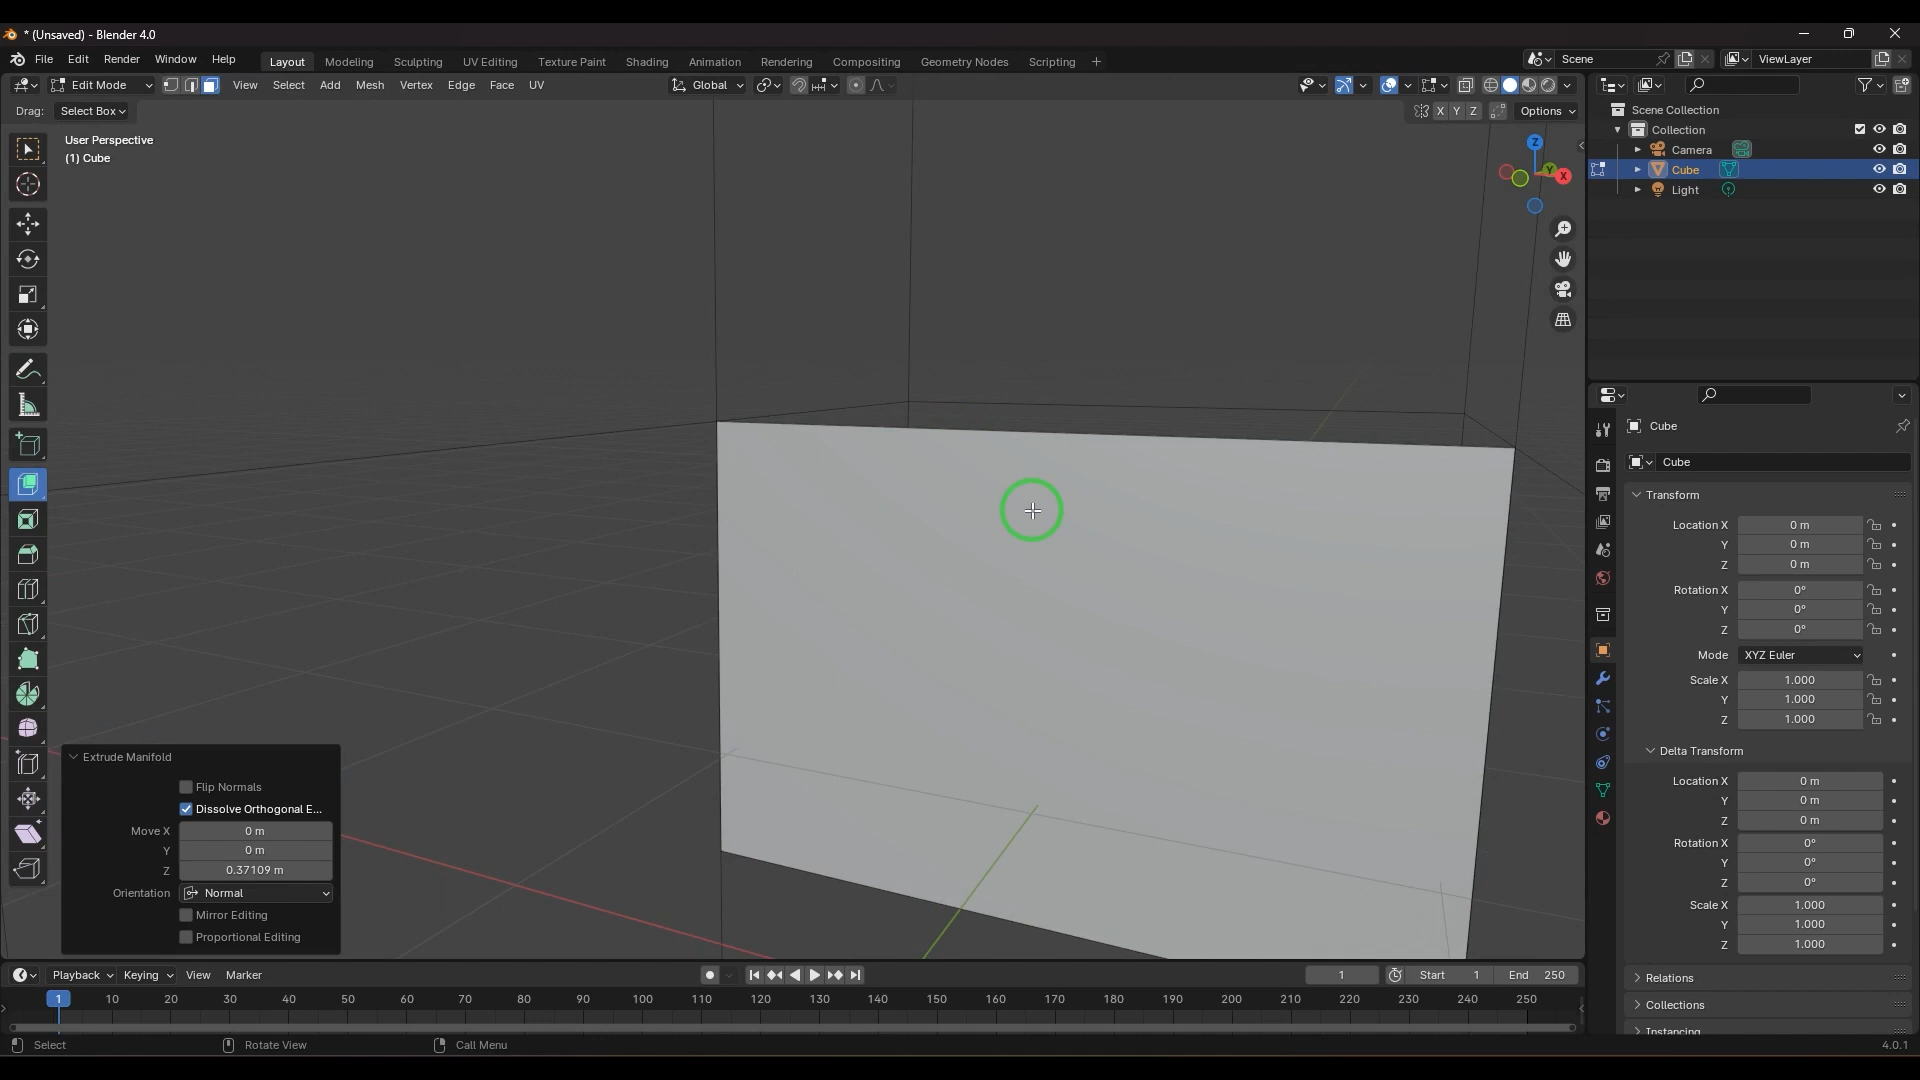 * (Unsaved) - Blender 4.0
File Edit Render Window Help Layout Modeling Sculpting UV Editing Texture Paint Shading Animation Rendering Compositing Geometry Nodes Scripting + Scene ViewLayer
Edit Mode View Select Add Mesh Vertex Edge Face UV Global
Drag: Select Box X Y Z Options
User Perspective
(1) Cube
Z
Y
X
Scene Collection
Collection
Camera
Cube
Light
Cube
Cube
Transform
Location X 0 m
Y 0 m
Z 0 m
Rotation X 0°
Y 0°
Z 0°
Mode XYZ Euler
Scale X 1.000
Y 1.000
Z 1.000
Delta Transform
Location X 0 m
Y 0 m
Z 0 m
Rotation X 0°
Y 0°
Z 0°
Scale X 1.000
Y 1.000
Z 1.000
Relations
Collections
Instancing
Extrude Manifold
Flip Normals
Dissolve Orthogonal E...
Move X 0 m
Y 0 m
Z 0.37109 m
Orientation Normal
Mirror Editing
Proportional Editing
Playback Keying View Marker 1 Start 1 End 250
1 10 20 30 40 50 60 70 80 90 100 110 120 130 140 150 160 170 180 190 200 210 220 230 240 250
Select Rotate View Call Menu 4.0.1